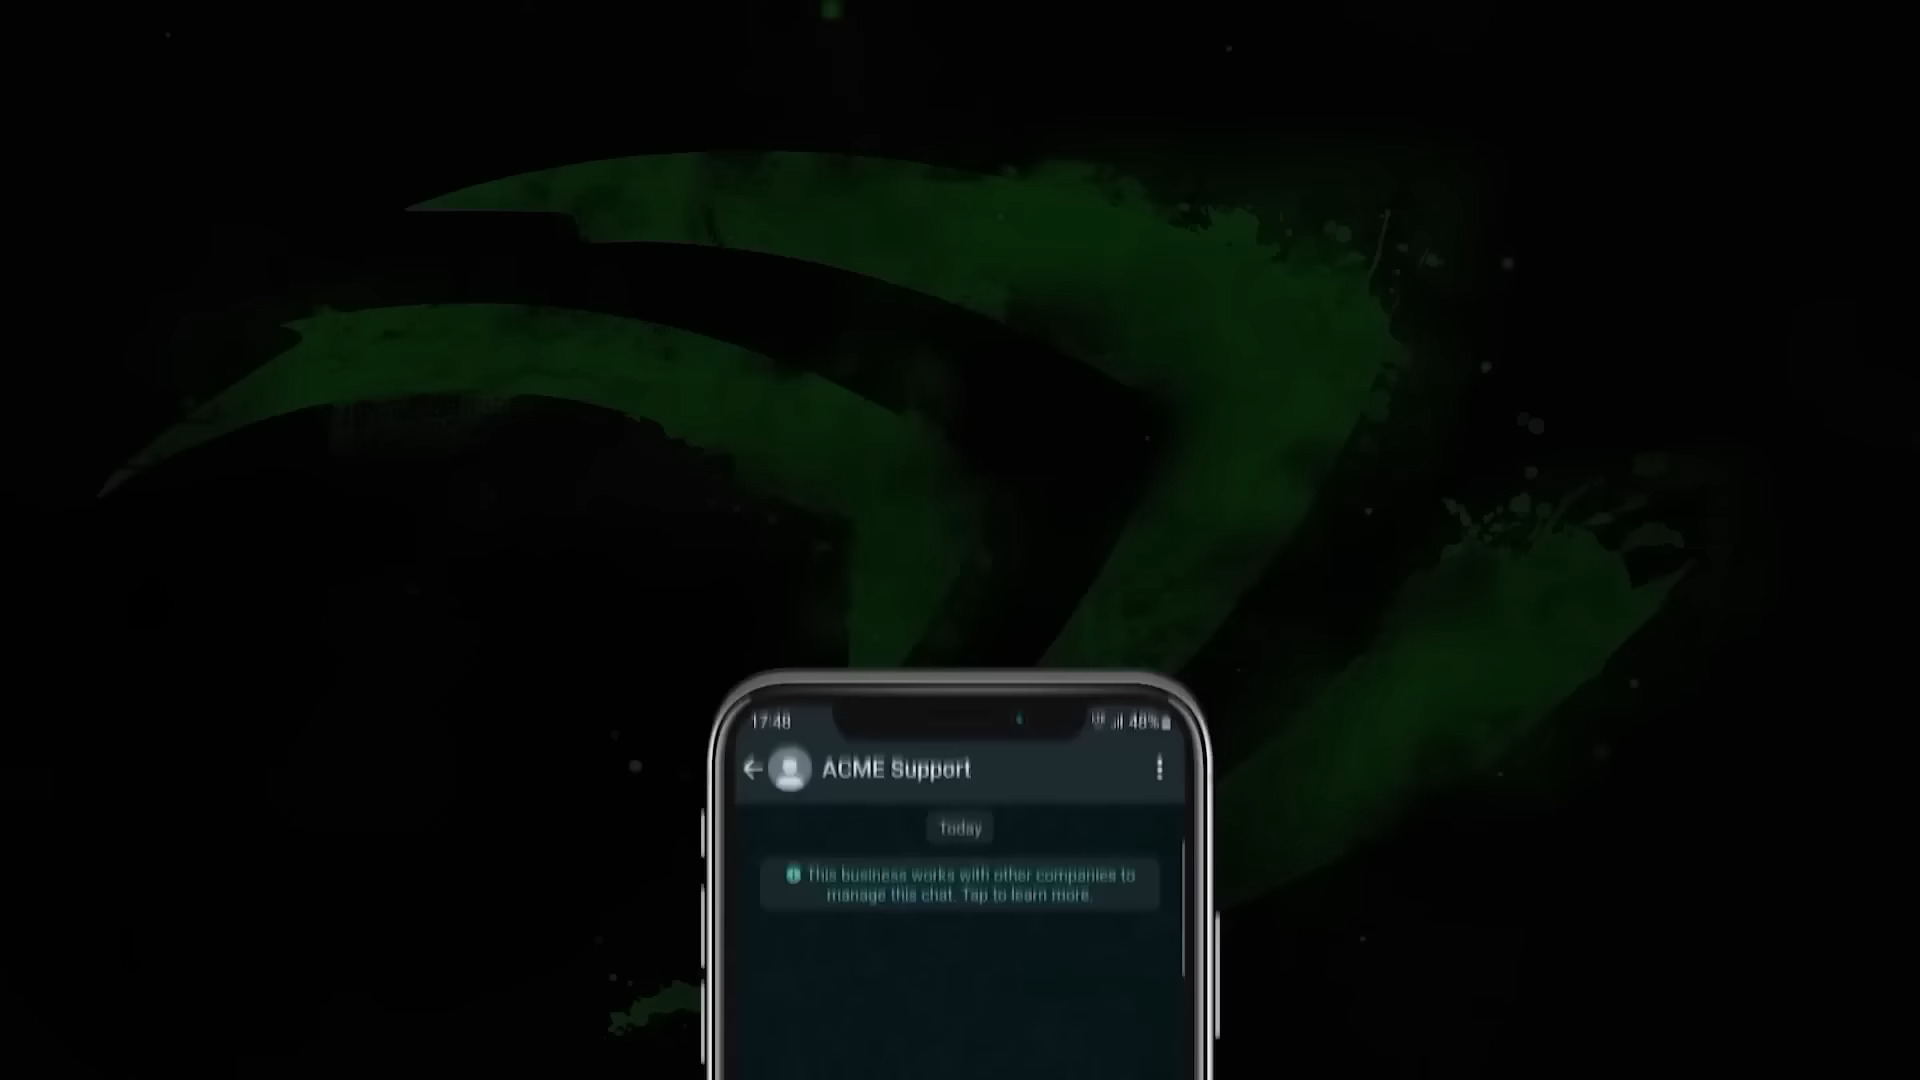 17:48
48%
ACME Support
Today
This business works with other companies to
manage this chat. Tap to learn more.